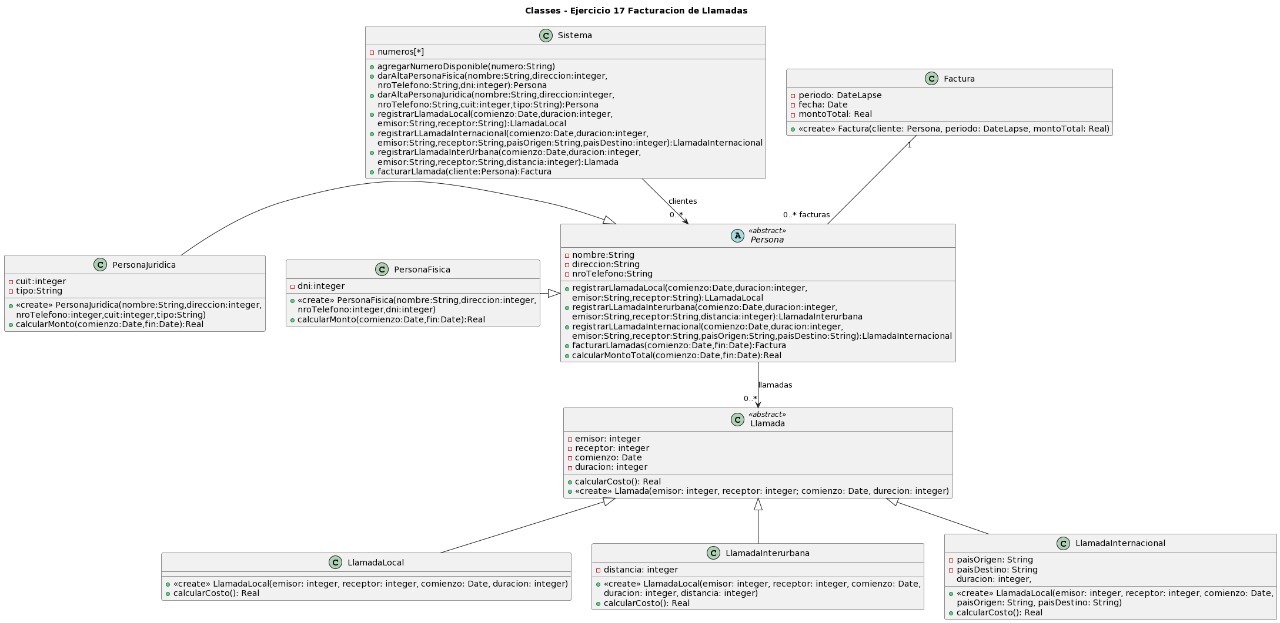 Classes - Ejercicio 17 Facturacion de Llamadas
C Sistema
numeros[*]
agregarNumeroDisponible(numero:String)
darAltaPersonaFisica(nombre:String,direccion:integer,
nroTelefono:String,dni:integer):Persona
darAltaPersonaJuridica(nombre:String,direccion:integer,
nroTelefono:String,cuit:integer,tipo:String):Persona
registrarLlamadaLocal(comienzo:Date,duracion:integer,
emisor:String,receptor:String):LlamadaLocal
registrarLLamadaInternacional(comienzo:Date,duracion:integer,
emisor:String,receptor:String,paisOrigen:String,paisDestino:integer):LlamadaInternacional
registrarLlamadaInterUrbana(comienzo:Date,duracion:integer,
emisor:String,receptor:String,distancia:integer):Llamada
facturarLlamada(cliente:Persona):Factura
C Factura
periodo: DateLapse
fecha: Date
montoTotal: Real
«create» Factura(cliente: Persona, periodo: DateLapse, montoTotal: Real)
1
clientes
0..*
0..* facturas
C PersonaJuridica
cuit:integer
tipo:String
«create» PersonaJuridica(nombre:String,direccion:integer,
nroTelefono:integer,cuit:integer,tipo:String)
calcularMonto(comienzo:Date,fin:Date):Real
C PersonaFisica
dni:integer
«create» PersonaFisica(nombre:String,direccion:integer,
nroTelefono:integer,dni:integer)
calcularMonto(comienzo:Date,fin:Date):Real
A «abstract»
Persona
nombre:String
direccion:String
nroTelefono:String
registrarLlamadaLocal(comienzo:Date,duracion:integer,
emisor:String,receptor:String):LLamadaLocal
registrarLLamadaInterurbana(comienzo:Date,duracion:integer,
emisor:String,receptor:String,distancia:integer):LlamadaInterurbana
registrarLLamadaInternacional(comienzo:Date,duracion:integer,
emisor:String,receptor:String,paisOrigen:String,paisDestino:String):LlamadaInternacional
facturarLlamadas(comienzo:Date,fin:Date):Factura
calcularMontoTotal(comienzo:Date,fin:Date):Real
llamadas
0..*
C «abstract»
Llamada
emisor: integer
receptor: integer
comienzo: Date
duracion: integer
calcularCosto(): Real
«create» Llamada(emisor: integer, receptor: integer; comienzo: Date, durecion: integer)
C LlamadaLocal
«create» LlamadaLocal(emisor: integer, receptor: integer, comienzo: Date, duracion: integer)
calcularCosto(): Real
C LlamadaInterurbana
distancia: integer
«create» LlamadaLocal(emisor: integer, receptor: integer, comienzo: Date,
duracion: integer, distancia: integer)
calcularCosto(): Real
C LlamadaInternacional
paisOrigen: String
paisDestino: String
duracion: integer,
«create» LlamadaLocal(emisor: integer, receptor: integer, comienzo: Date,
paisOrigen: String, paisDestino: String)
calcularCosto(): Real